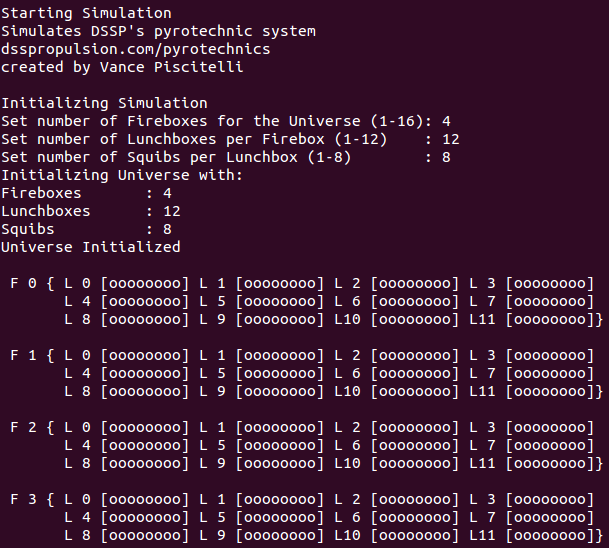 Starting Simulation
Simulates DSSP's pyrotechnic system
dsspropulsion.com/pyrotechnics
created by Vance Piscitelli

Initializing Simulation
Set number of Fireboxes for the Universe (1-16): 4
Set number of Lunchboxes per Firebox (1-12)    : 12
Set number of Squibs per Lunchbox (1-8)        : 8
Initializing Universe with:
Fireboxes       : 4
Lunchboxes      : 12
Squibs          : 8
Universe Initialized

 F 0 { L 0 [oooooooo] L 1 [oooooooo] L 2 [oooooooo] L 3 [oooooooo]
       L 4 [oooooooo] L 5 [oooooooo] L 6 [oooooooo] L 7 [oooooooo]
       L 8 [oooooooo] L 9 [oooooooo] L10 [oooooooo] L11 [oooooooo]}

 F 1 { L 0 [oooooooo] L 1 [oooooooo] L 2 [oooooooo] L 3 [oooooooo]
       L 4 [oooooooo] L 5 [oooooooo] L 6 [oooooooo] L 7 [oooooooo]
       L 8 [oooooooo] L 9 [oooooooo] L10 [oooooooo] L11 [oooooooo]}

 F 2 { L 0 [oooooooo] L 1 [oooooooo] L 2 [oooooooo] L 3 [oooooooo]
       L 4 [oooooooo] L 5 [oooooooo] L 6 [oooooooo] L 7 [oooooooo]
       L 8 [oooooooo] L 9 [oooooooo] L10 [oooooooo] L11 [oooooooo]}

 F 3 { L 0 [oooooooo] L 1 [oooooooo] L 2 [oooooooo] L 3 [oooooooo]
       L 4 [oooooooo] L 5 [oooooooo] L 6 [oooooooo] L 7 [oooooooo]
       L 8 [oooooooo] L 9 [oooooooo] L10 [oooooooo] L11 [oooooooo]}